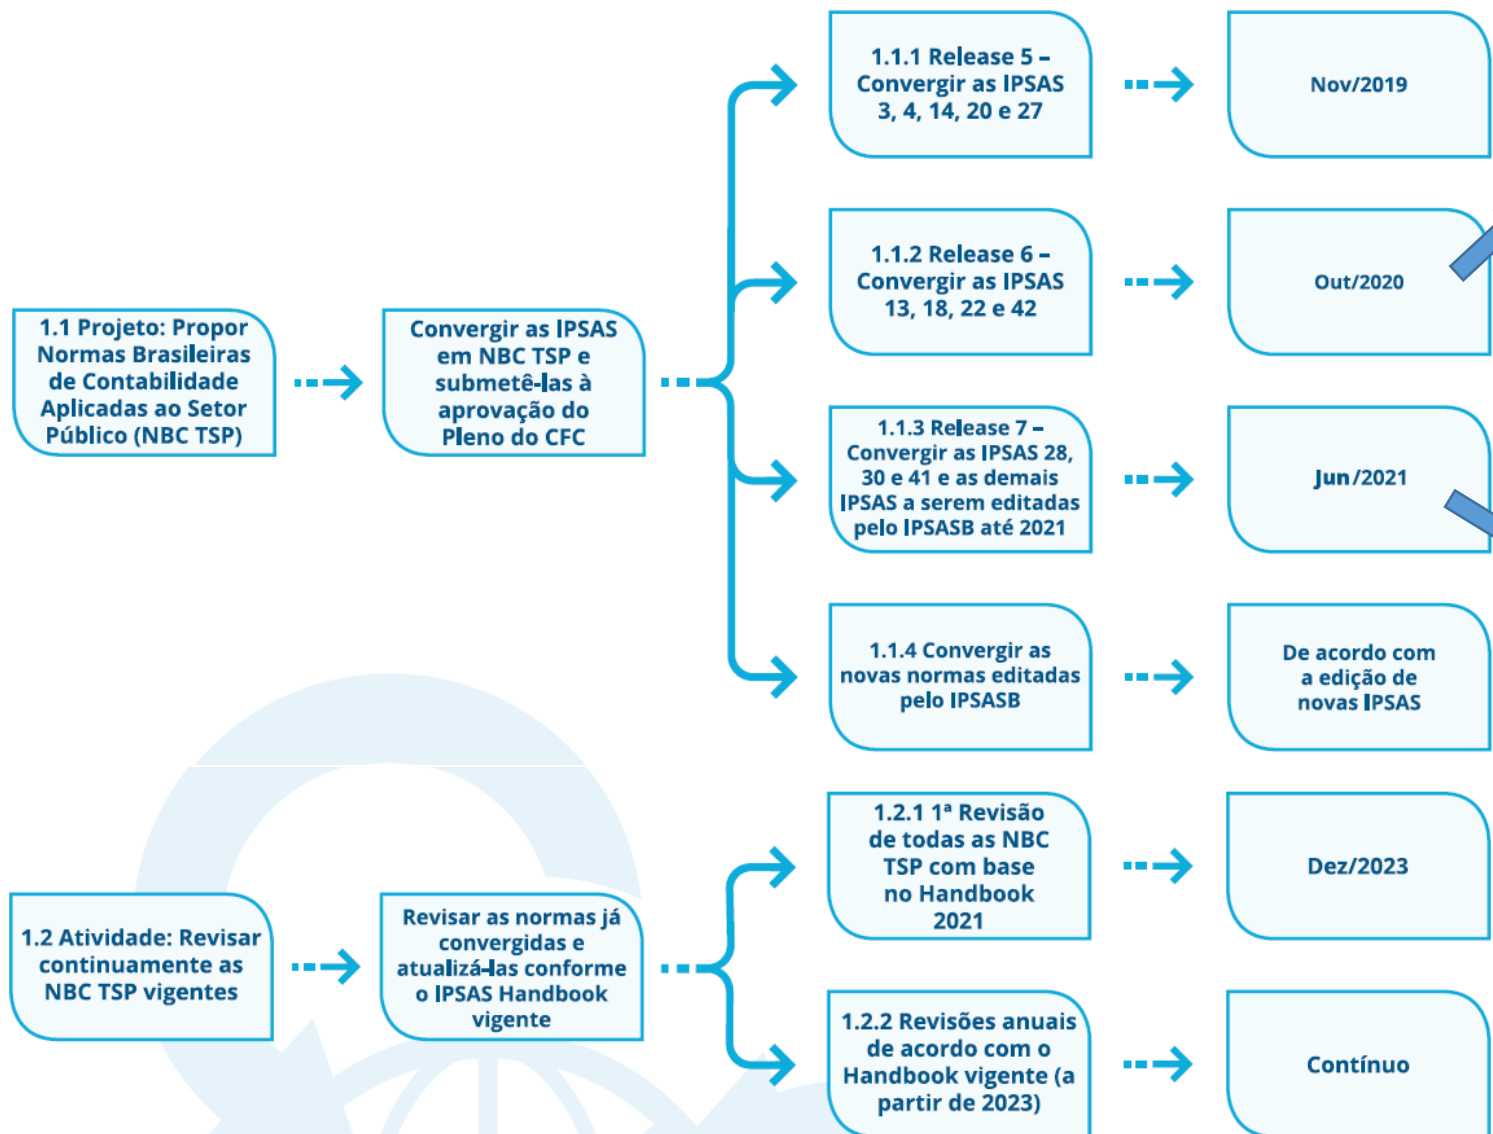 1.1 Projeto: Propor
Normas Brasileiras
de Contabilidade
Aplicadas ao Setor
Público (NBC TSP)
Convergir as IPSAS
em NBC TSP e
submetê-las à
aprovação do
Pleno do CFC
1.1.1 Release 5 –
Convergir as IPSAS
3, 4, 14, 20 e 27
Nov/2019
1.1.2 Release 6 –
Convergir as IPSAS
13, 18, 22 e 42
Out/2020
1.1.3 Release 7 –
Convergir as IPSAS 28,
30 e 41 e as demais
IPSAS a serem editadas
pelo IPSASB até 2021
Jun/2021
1.1.4 Convergir as
novas normas editadas
pelo IPSASB
De acordo com
a edição de
novas IPSAS
1.2 Atividade: Revisar
continuamente as
NBC TSP vigentes
Revisar as normas já
convergidas e
atualizá-las conforme
o IPSAS Handbook
vigente
1.2.1 1ª Revisão
de todas as NBC
TSP com base
no Handbook
2021
Dez/2023
1.2.2 Revisões anuais
de acordo com o
Handbook vigente (a
partir de 2023)
Contínuo